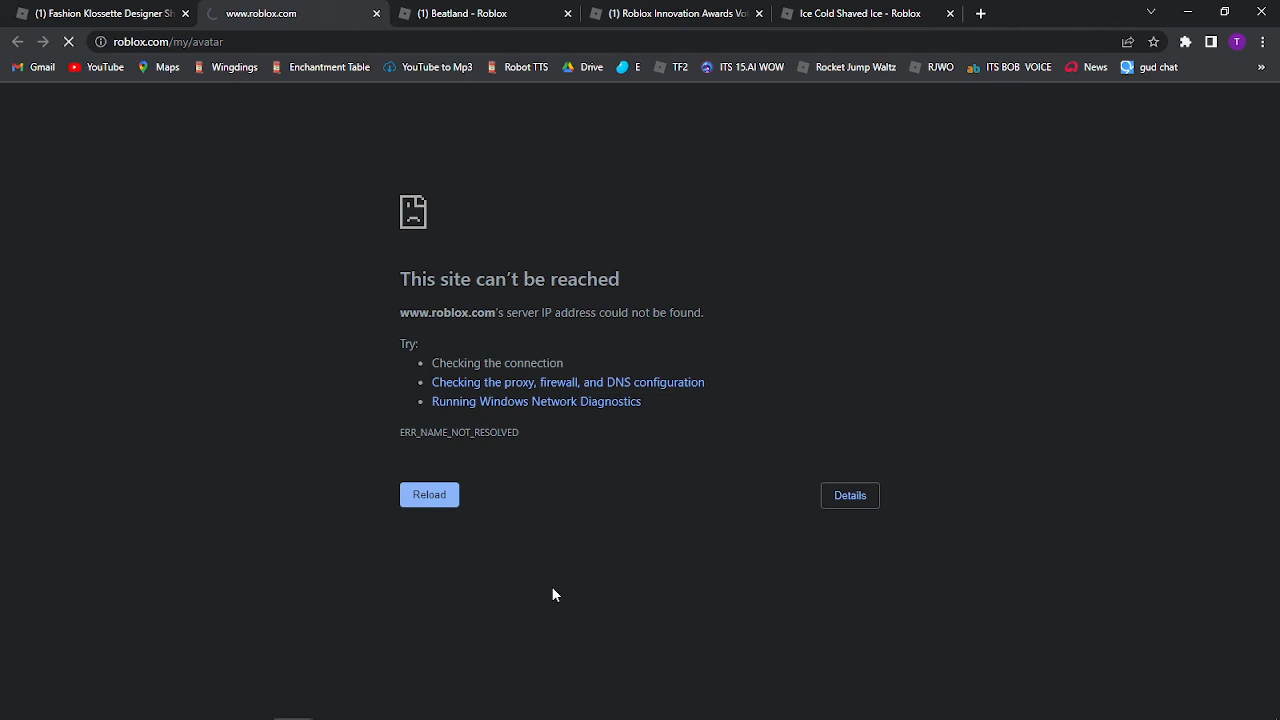 (1) Fashion Klossette Designer Sh
www.roblox.com
(1) Beatland - Roblox
(1) Roblox Innovation Awards Vo
Ice Cold Shaved Ice - Roblox
roblox.com/my/avatar
T
Gmail
YouTube
Maps
Wingdings
Enchantment Table
YouTube to Mp3
Robot TTS
Drive
E
TF2
ITS 15.AI WOW
Rocket Jump Waltz
RJWO
ab
ITS BOB VOICE
News
gud chat
»
This site can't be reached
www.roblox.com's server IP address could not be found.
Try:
• Checking the connection
• Checking the proxy, firewall, and DNS configuration
• Running Windows Network Diagnostics
ERR_NAME_NOT_RESOLVED
Reload
Details